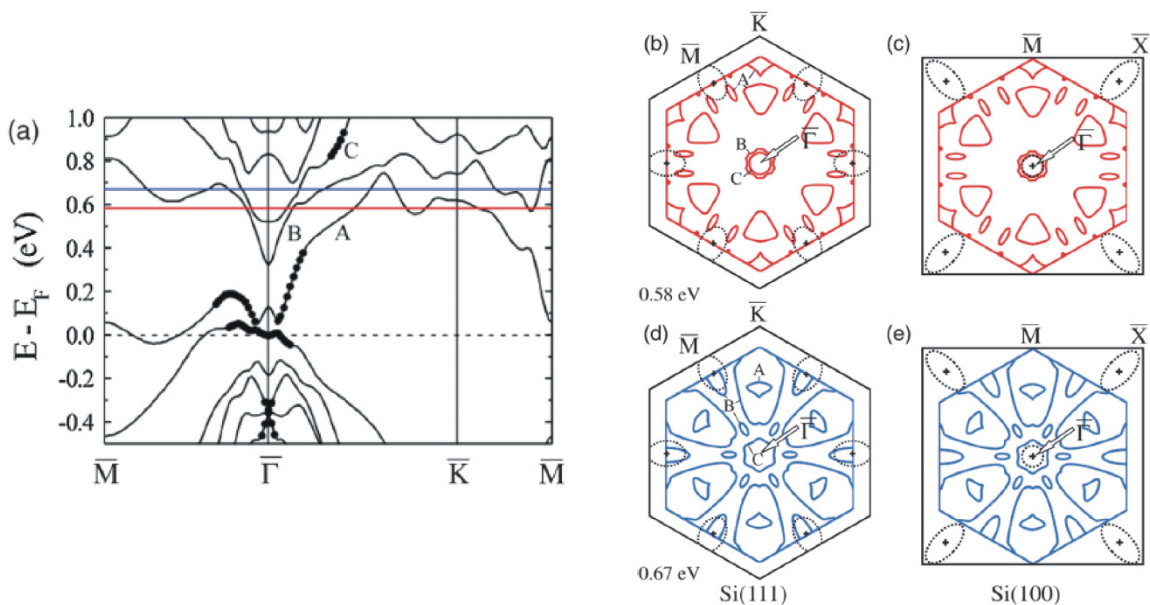 (a)
E - E_F (eV)
1.0
0.8
0.6
0.4
0.2
0.0
-0.2
-0.4
C
B
A
M̅ Γ̅ K̅ M̅
(b)
K̅
M̅
A
B
Γ̅
C
0.58 eV
(c)
M̅ X̅
Γ̅
(d)
K̅
M̅
A
B
Γ̅
C
0.67 eV
Si(111)
(e)
M̅ X̅
Γ̅
Si(100)